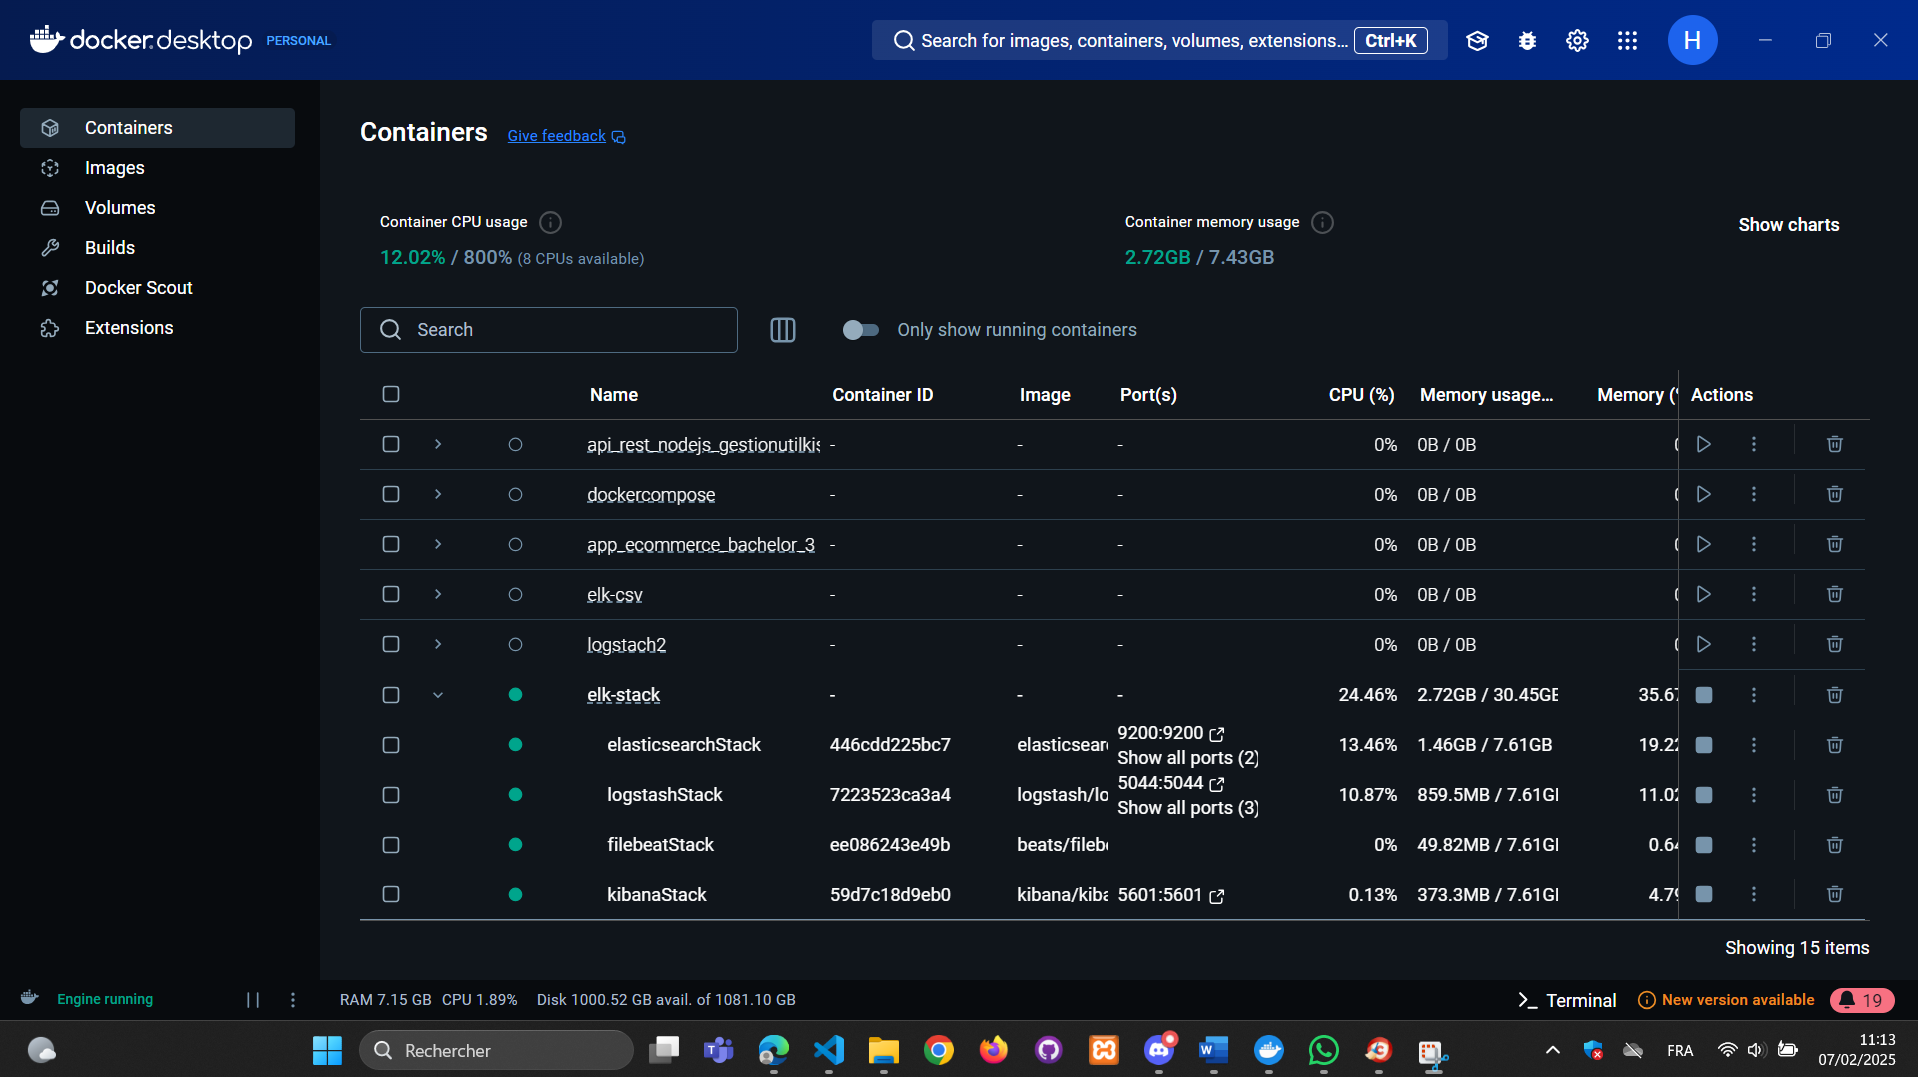 docker.desktop PERSONAL
Search for images, containers, volumes, extensions... Ctrl+K
H
Containers
Images
Volumes
Builds
Docker Scout
Extensions
Containers Give feedback
Container CPU usage
12.02% / 800% (8 CPUs available)
Container memory usage
2.72GB / 7.43GB
Show charts
Search
Only show running containers
Name Container ID Image Port(s) CPU (%) Memory usage... Memory (% Actions
api_rest_nodejs_gestionutilkis - - - 0% 0B / 0B 0
dockercompose - - - 0% 0B / 0B 0
app_ecommerce_bachelor_3 - - - 0% 0B / 0B 0
elk-csv - - - 0% 0B / 0B 0
logstach2 - - - 0% 0B / 0B 0
elk-stack - - - 24.46% 2.72GB / 30.45GB 35.67
elasticsearchStack 446cdd225bc7 elasticsear 9200:9200 13.46% 1.46GB / 7.61GB 19.22
Show all ports (2)
logstashStack 7223523ca3a4 logstash/lo 5044:5044 10.87% 859.5MB / 7.61GI 11.02
Show all ports (3)
filebeatStack ee086243e49b beats/filebe 0% 49.82MB / 7.61GI 0.64
kibanaStack 59d7c18d9eb0 kibana/kiba 5601:5601 0.13% 373.3MB / 7.61GI 4.79
Showing 15 items
Engine running
RAM 7.15 GB CPU 1.89% Disk 1000.52 GB avail. of 1081.10 GB
Terminal
New version available
19
Rechercher
FRA
11:13
07/02/2025